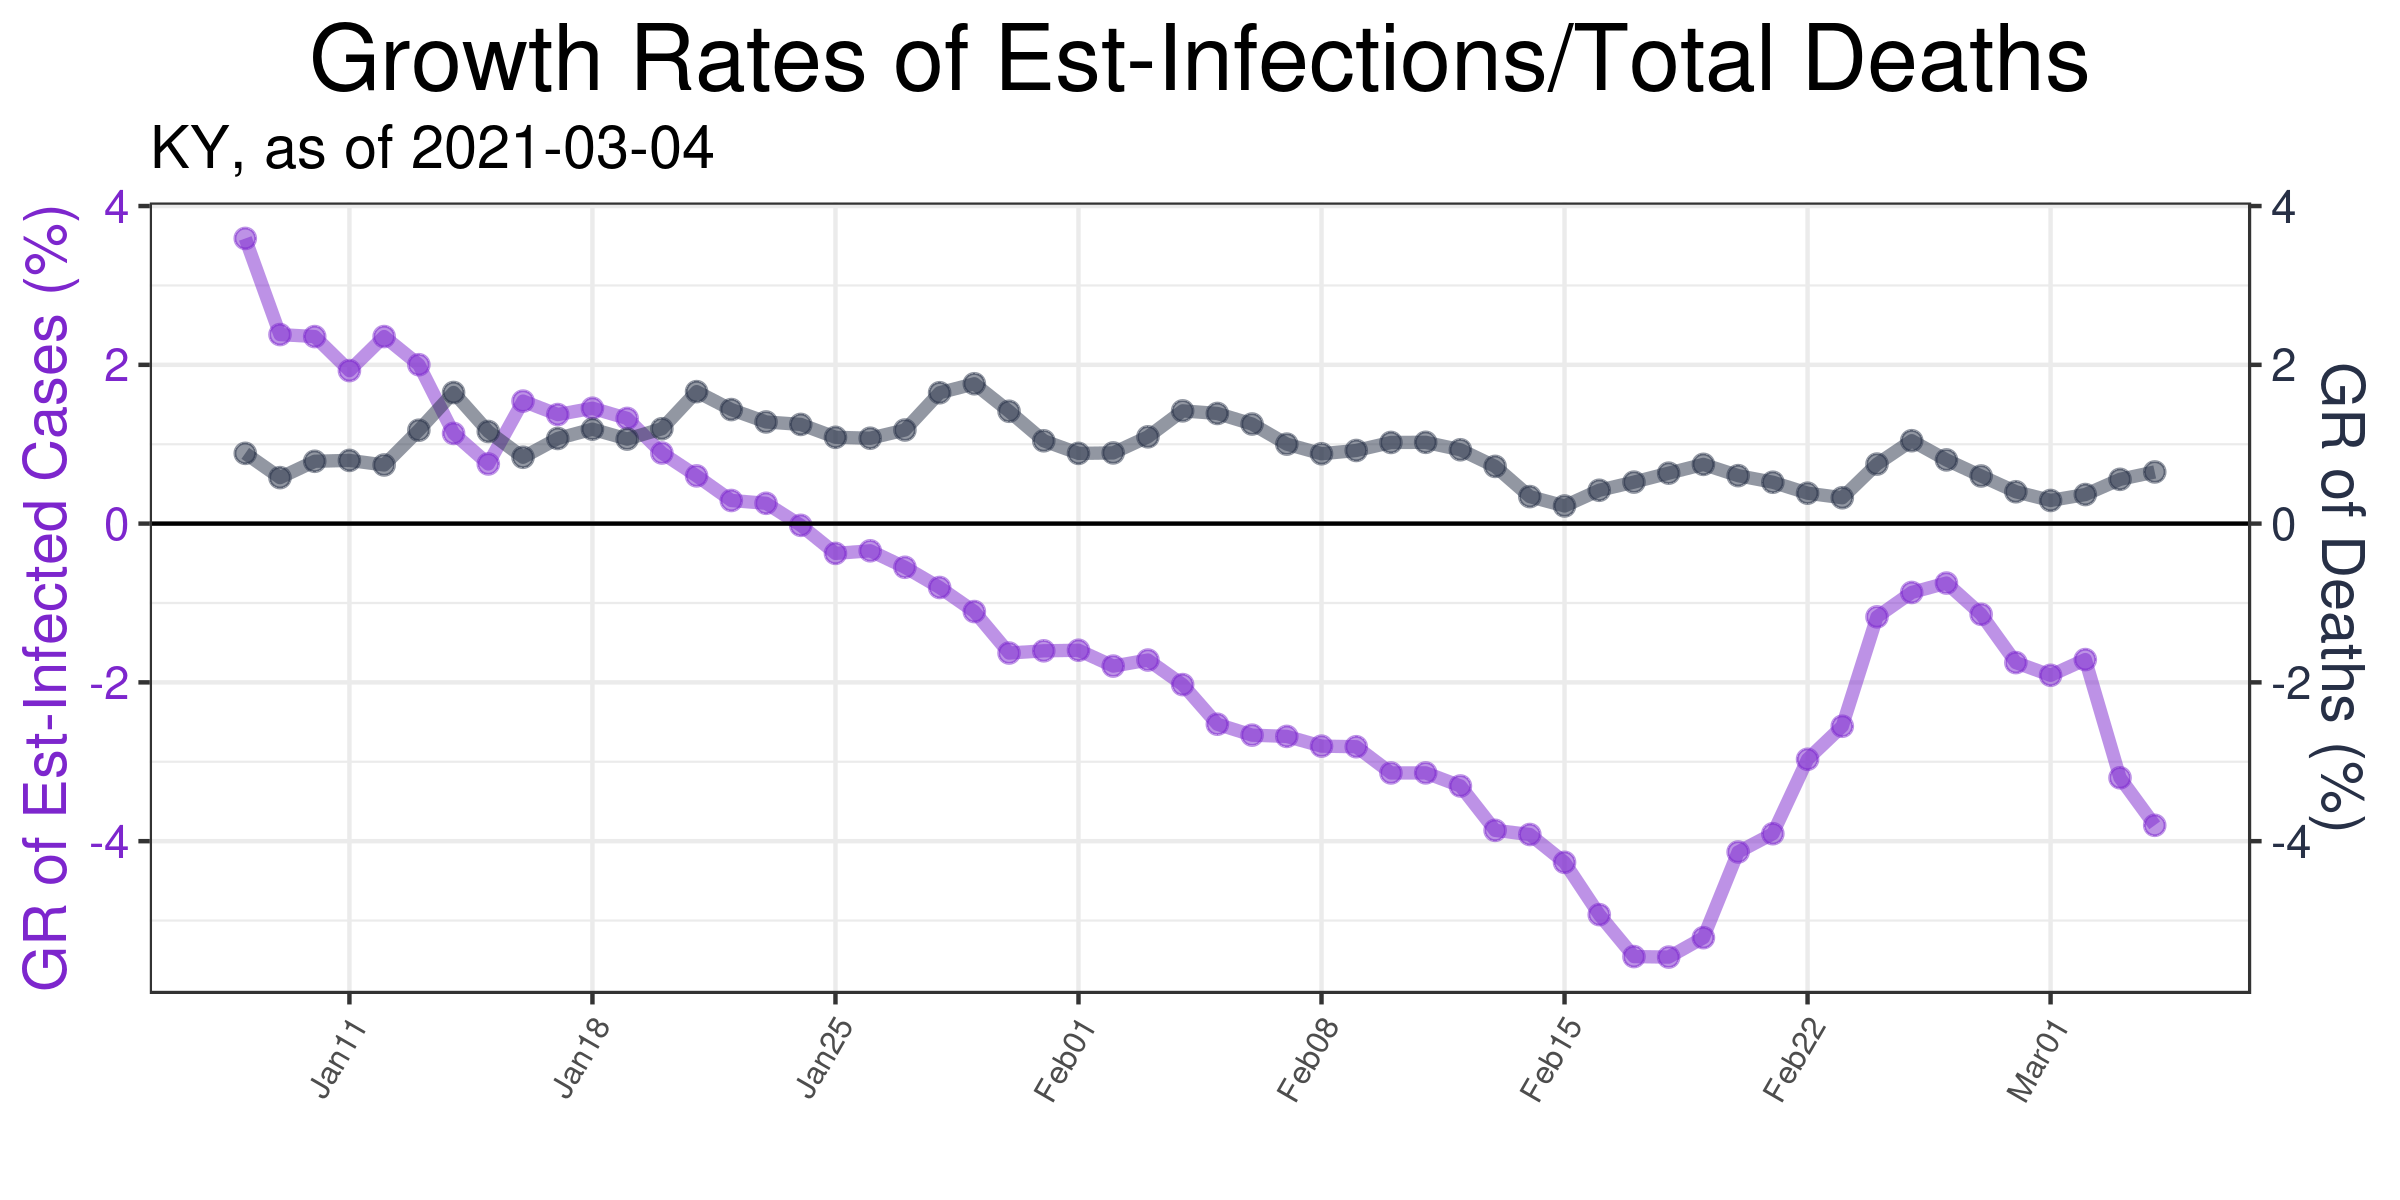 Growth Rates of Est-Infections/Total Deaths
KY, as of 2021-03-04
GR of Est-Infected Cases (%)
4
2
0
-2
-4
4
2
0
-2
-4
GR of Deaths (%)
Jan11
Jan18
Jan25
Feb01
Feb08
Feb15
Feb22
Mar01